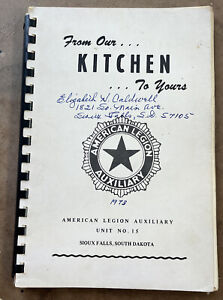 From Our . . .
KITCHEN
. . . To Yours
Elizabeth H. Caldwell
1821 So. Main Ave.
Sioux Falls, S.D. 57105
AMERICAN LEGION
AUXILIARY
1978
AMERICAN LEGION AUXILIARY
UNIT NO. 15
SIOUX FALLS, SOUTH DAKOTA